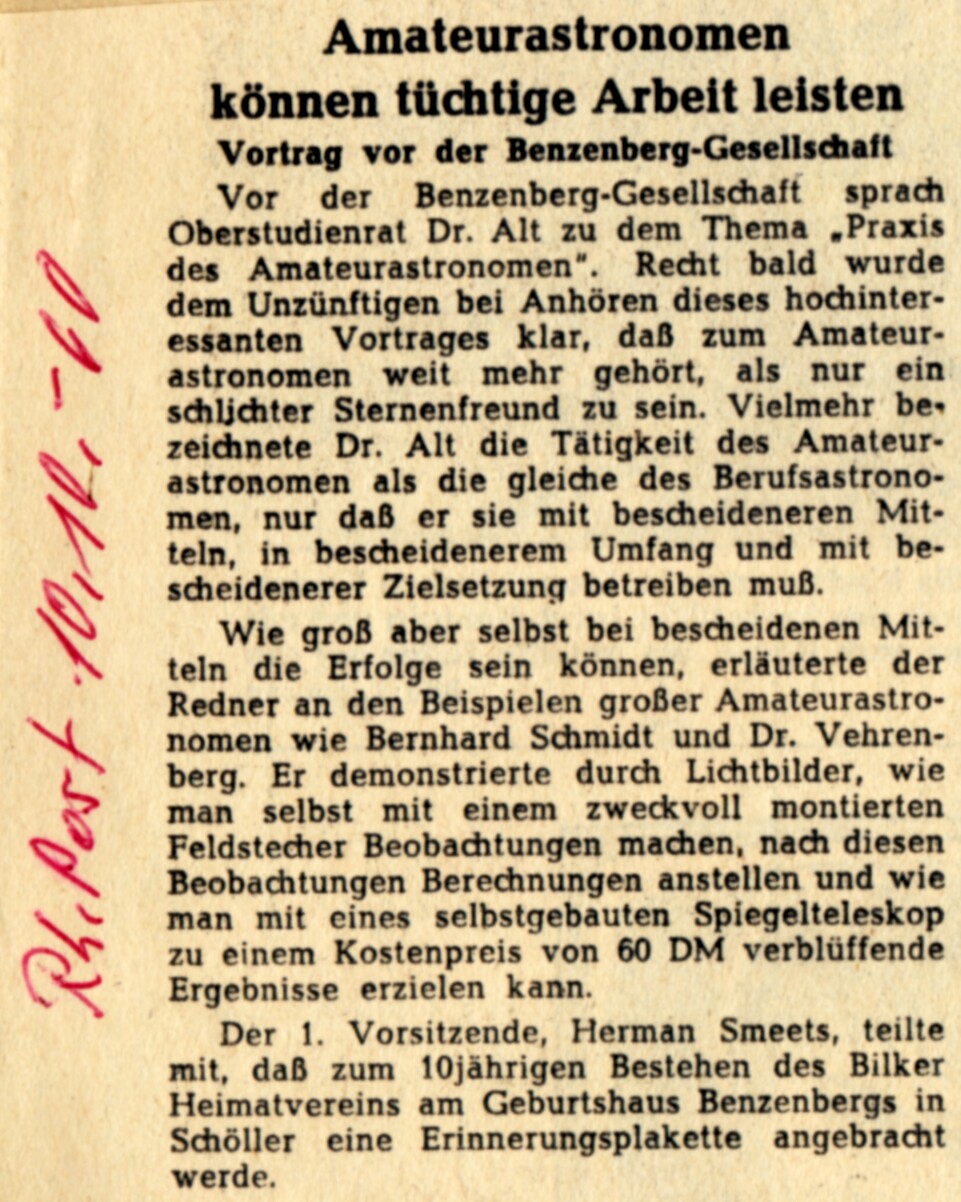 Amateurastronomen
können tüchtige Arbeit leisten
Vortrag vor der Benzenberg-Gesellschaft
Vor der Benzenberg-Gesellschaft sprach
Oberstudienrat Dr. Alt zu dem Thema „Praxis
des Amateurastronomen". Recht bald wurde
dem Unzünftigen bei Anhören dieses hochinter-
essanten Vortrages klar, daß zum Amateur-
astronomen weit mehr gehört, als nur ein
schlichter Sternenfreund zu sein. Vielmehr be-
zeichnete Dr. Alt die Tätigkeit des Amateur-
astronomen als die gleiche des Berufsastrono-
men, nur daß er sie mit bescheideneren Mit-
teln, in bescheidenerem Umfang und mit be-
scheidenerer Zielsetzung betreiben muß.
Wie groß aber selbst bei bescheidenen Mit-
teln die Erfolge sein können, erläuterte der
Redner an den Beispielen großer Amateurastro-
nomen wie Bernhard Schmidt und Dr. Vehren-
berg. Er demonstrierte durch Lichtbilder, wie
man selbst mit einem zweckvoll montierten
Feldstecher Beobachtungen machen, nach diesen
Beobachtungen Berechnungen anstellen und wie
man mit eines selbstgebauten Spiegelteleskop
zu einem Kostenpreis von 60 DM verblüffende
Ergebnisse erzielen kann.
Der 1. Vorsitzende, Herman Smeets, teilte
mit, daß zum 10jährigen Bestehen des Bilker
Heimatvereins am Geburtshaus Benzenbergs in
Schöller eine Erinnerungsplakette angebracht
werde.
Rh. Post 10.12.-60